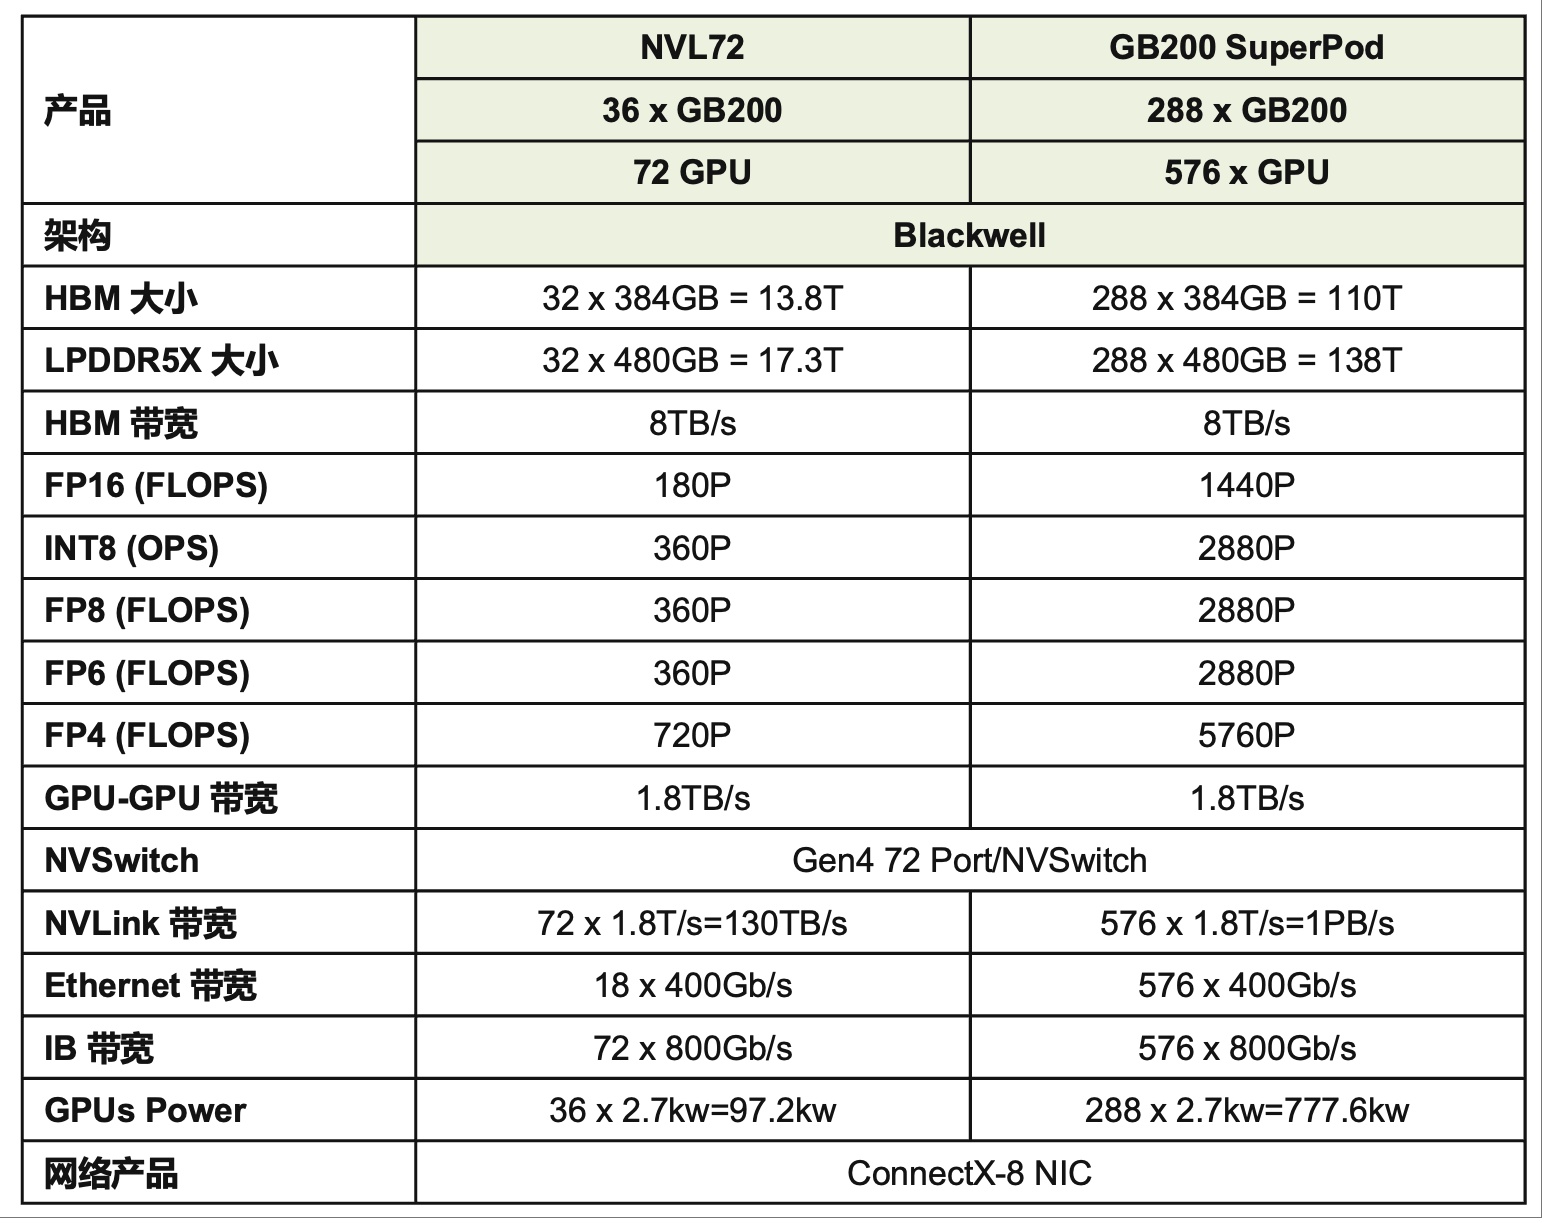 产品
NVL72
GB200 SuperPod
36 x GB200
288 x GB200
72 GPU
576 x GPU
架构
Blackwell
HBM 大小
32 x 384GB = 13.8T
288 x 384GB = 110T
LPDDR5X 大小
32 x 480GB = 17.3T
288 x 480GB = 138T
HBM 带宽
8TB/s
8TB/s
FP16 (FLOPS)
180P
1440P
INT8 (OPS)
360P
2880P
FP8 (FLOPS)
360P
2880P
FP6 (FLOPS)
360P
2880P
FP4 (FLOPS)
720P
5760P
GPU-GPU 带宽
1.8TB/s
1.8TB/s
NVSwitch
Gen4 72 Port/NVSwitch
NVLink 带宽
72 x 1.8T/s=130TB/s
576 x 1.8T/s=1PB/s
Ethernet 带宽
18 x 400Gb/s
576 x 400Gb/s
IB 带宽
72 x 800Gb/s
576 x 800Gb/s
GPUs Power
36 x 2.7kw=97.2kw
288 x 2.7kw=777.6kw
网络产品
ConnectX-8 NIC